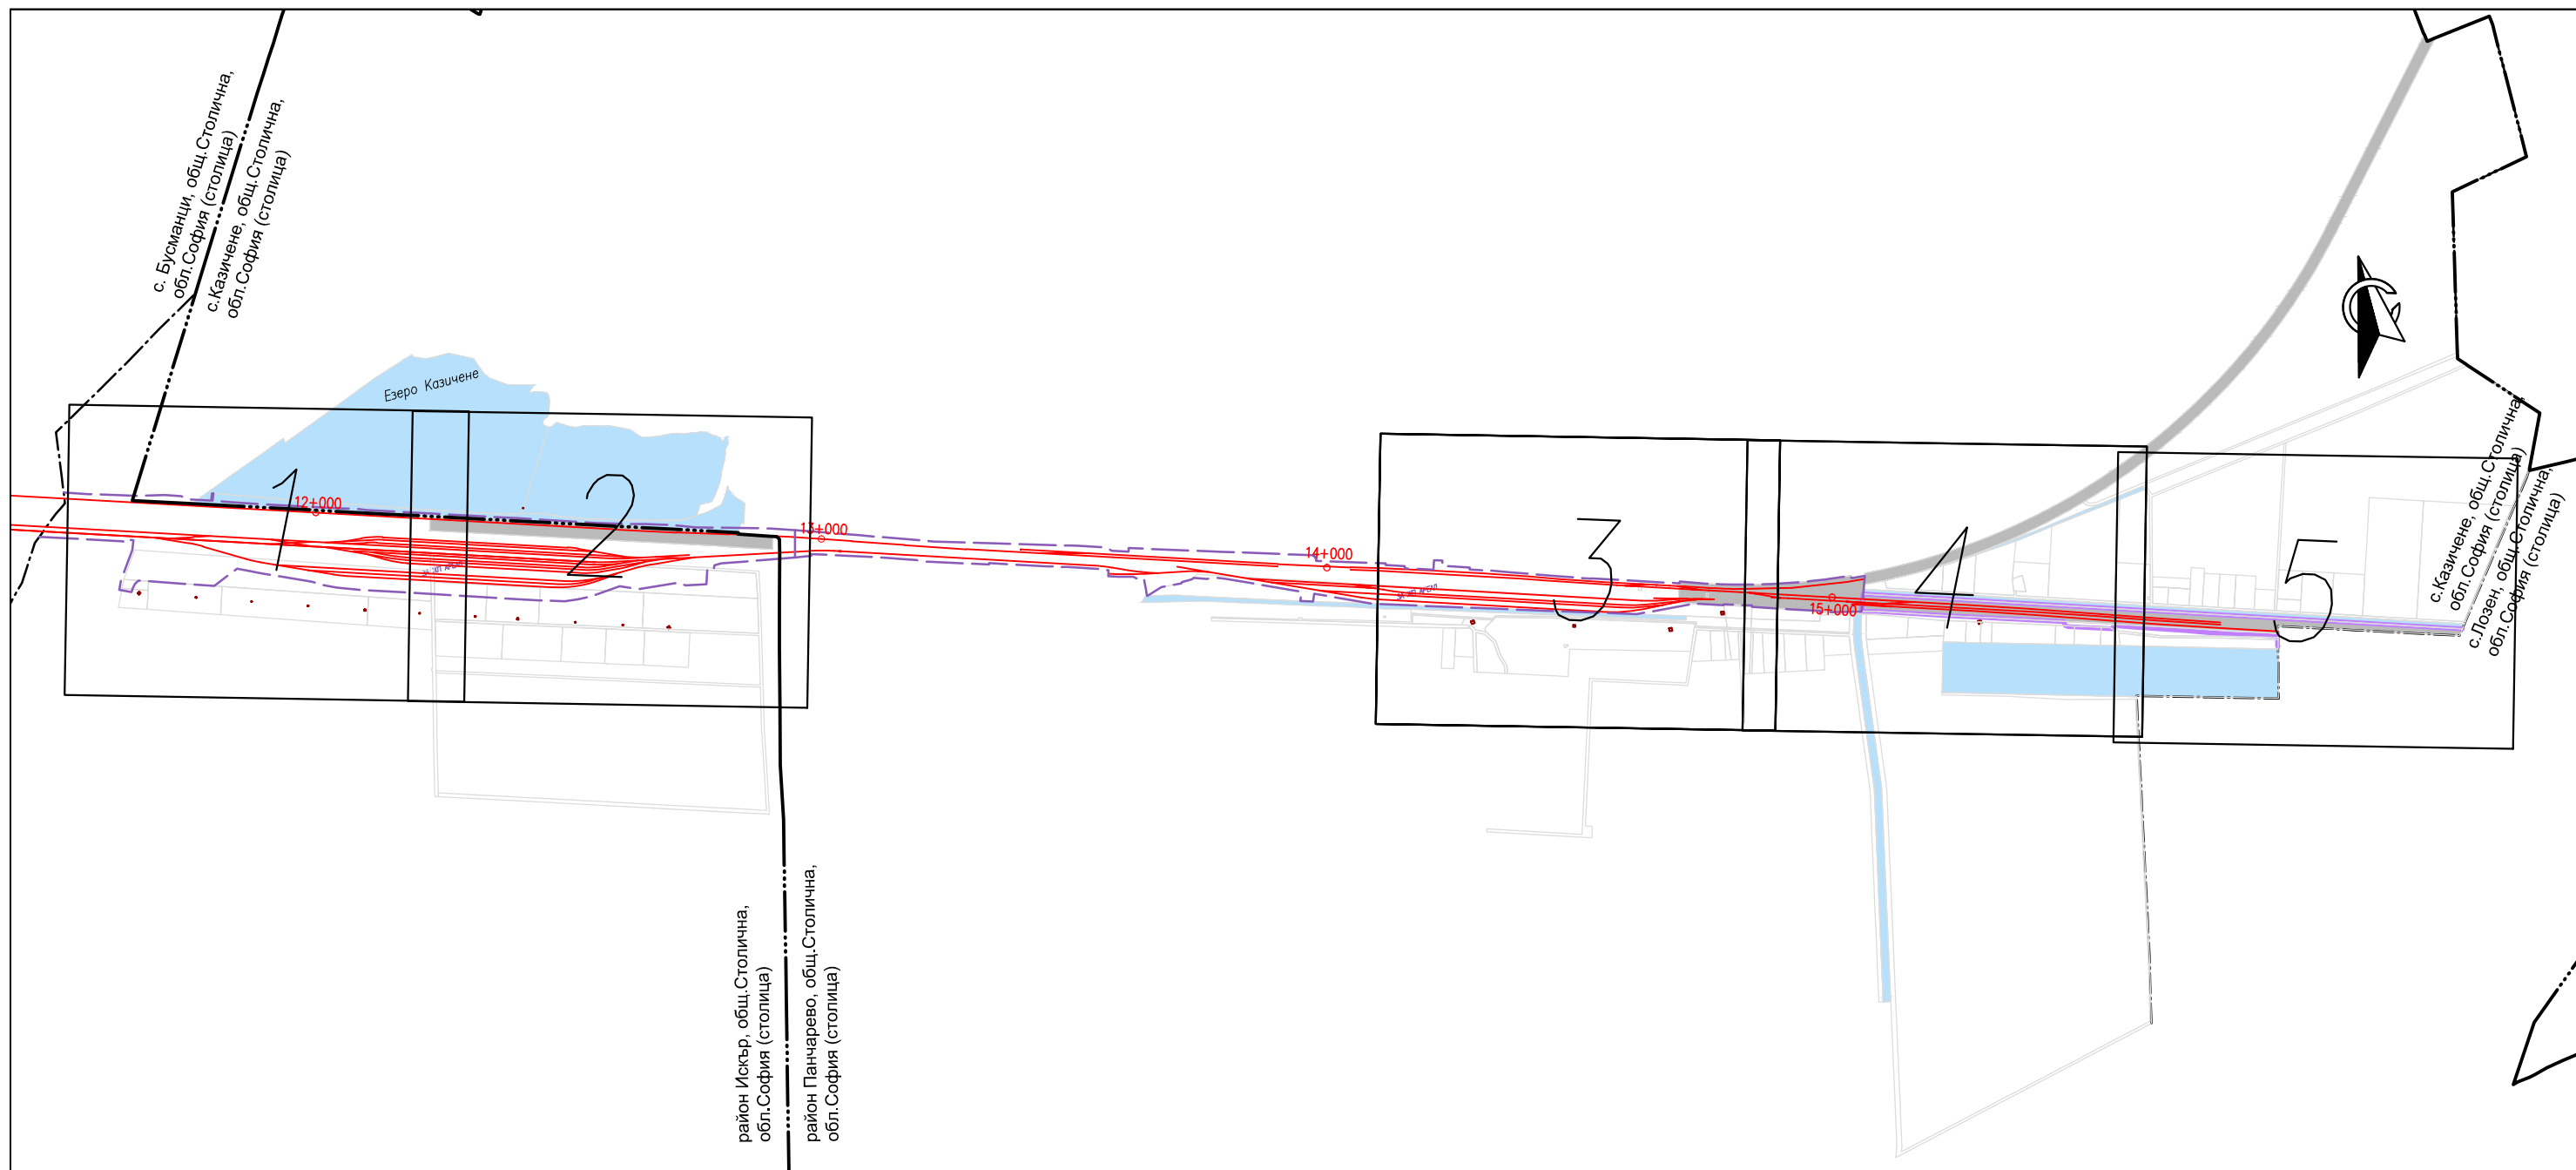 с. Бусманци, общ.Столична,
обл.София (столица)
с.Казичене, общ.Столична,
обл.София (столица)
Езеро Казичене
1
2
3
4
5
12+000
13+000
14+000
15+000
с.Казичене, общ.Столична,
обл.София (столица)
с.Лозен, общ.Столична,
обл.София (столица)
район Искър, общ.Столична,
обл.София (столица)
район Панчарево, общ.Столична,
обл.София (столица)